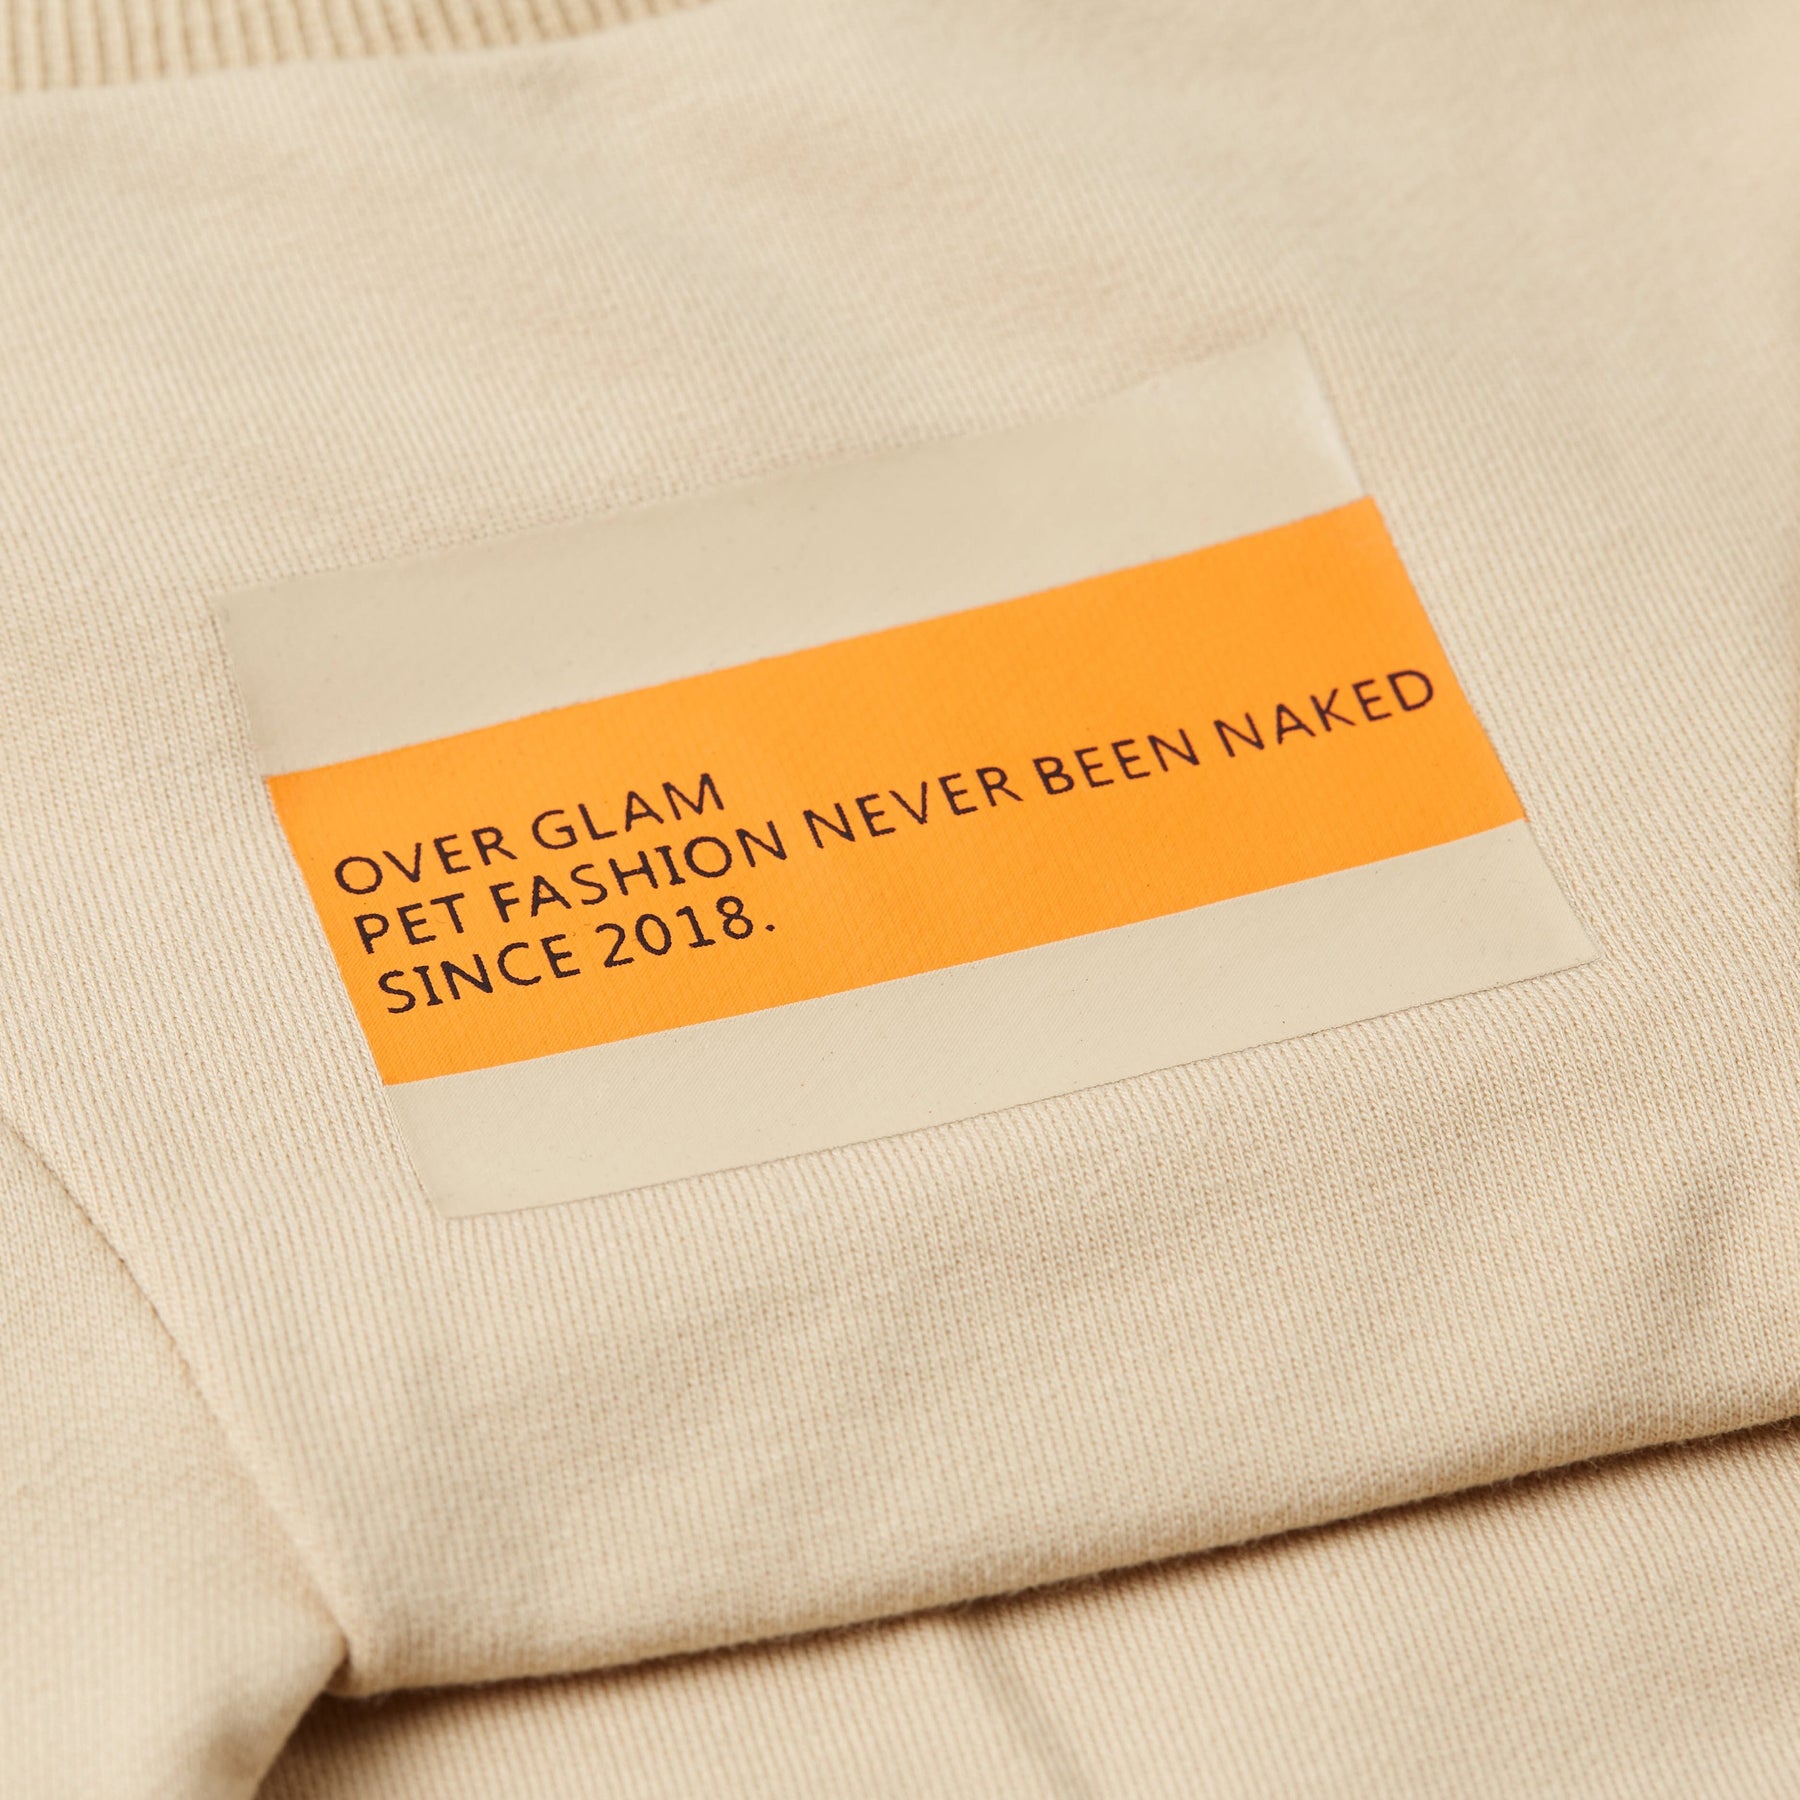 OVER GLAM
PET FASHION NEVER BEEN NAKED
SINCE 2018.